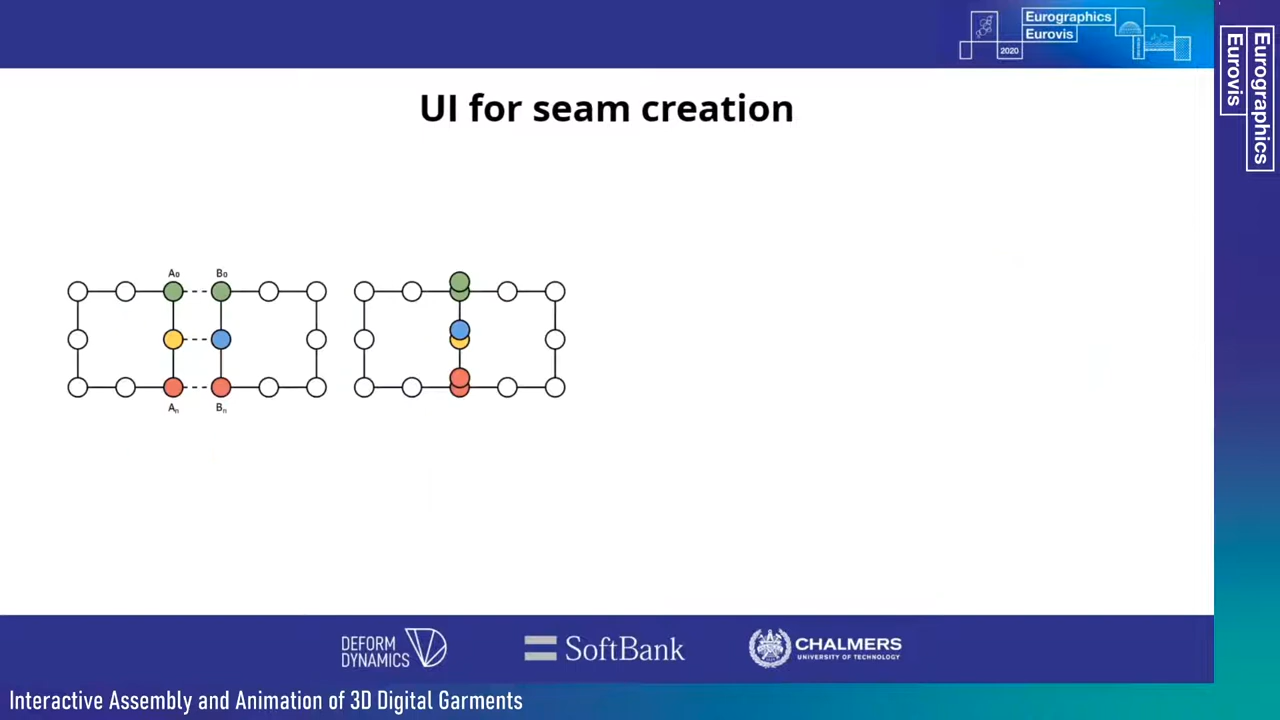 Eurographics
Eurovis
2020
Eurographics
Eurovis
UI for seam creation
A₀ B₀
Aₙ Bₙ
DEFORM
DYNAMICS
SoftBank
CHALMERS
UNIVERSITY OF TECHNOLOGY
Interactive Assembly and Animation of 3D Digital Garments